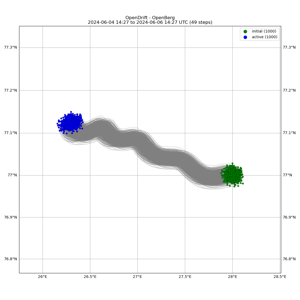 OpenDrift - OpenBerg
2024-06-04 14:27 to 2024-06-06 14:27 UTC (49 steps)
initial (1000)
active (1000)
77.3°N 77.3°N
77.2°N 77.2°N
77.1°N 77.1°N
77°N 77°N
76.9°N 76.9°N
76.8°N 76.8°N
26°E 26.5°E 27°E 27.5°E 28°E 28.5°E